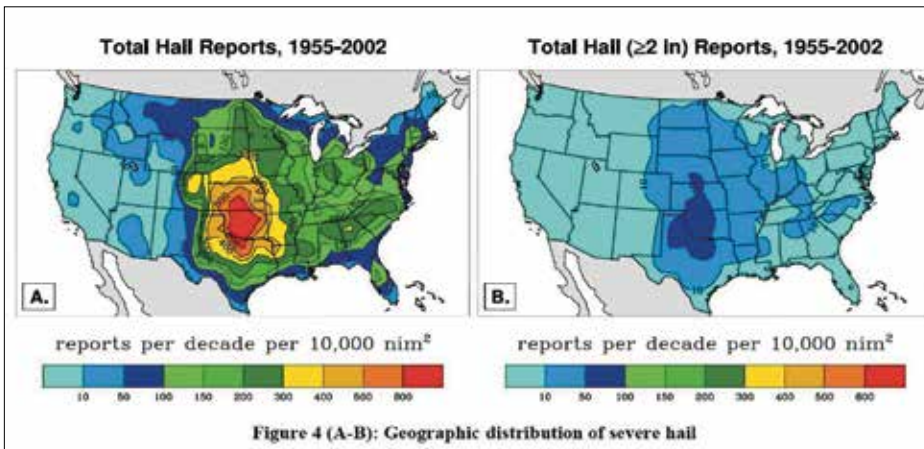 Total Hail Reports, 1955-2002
Total Hail (≥2 in) Reports, 1955-2002
A.
B.
reports per decade per 10,000 nim²
10 50 100 150 200 300 400 600 800
reports per decade per 10,000 nim²
10 50 100 150 200 300 400 600 800
Figure 4 (A-B): Geographic distribution of severe hail